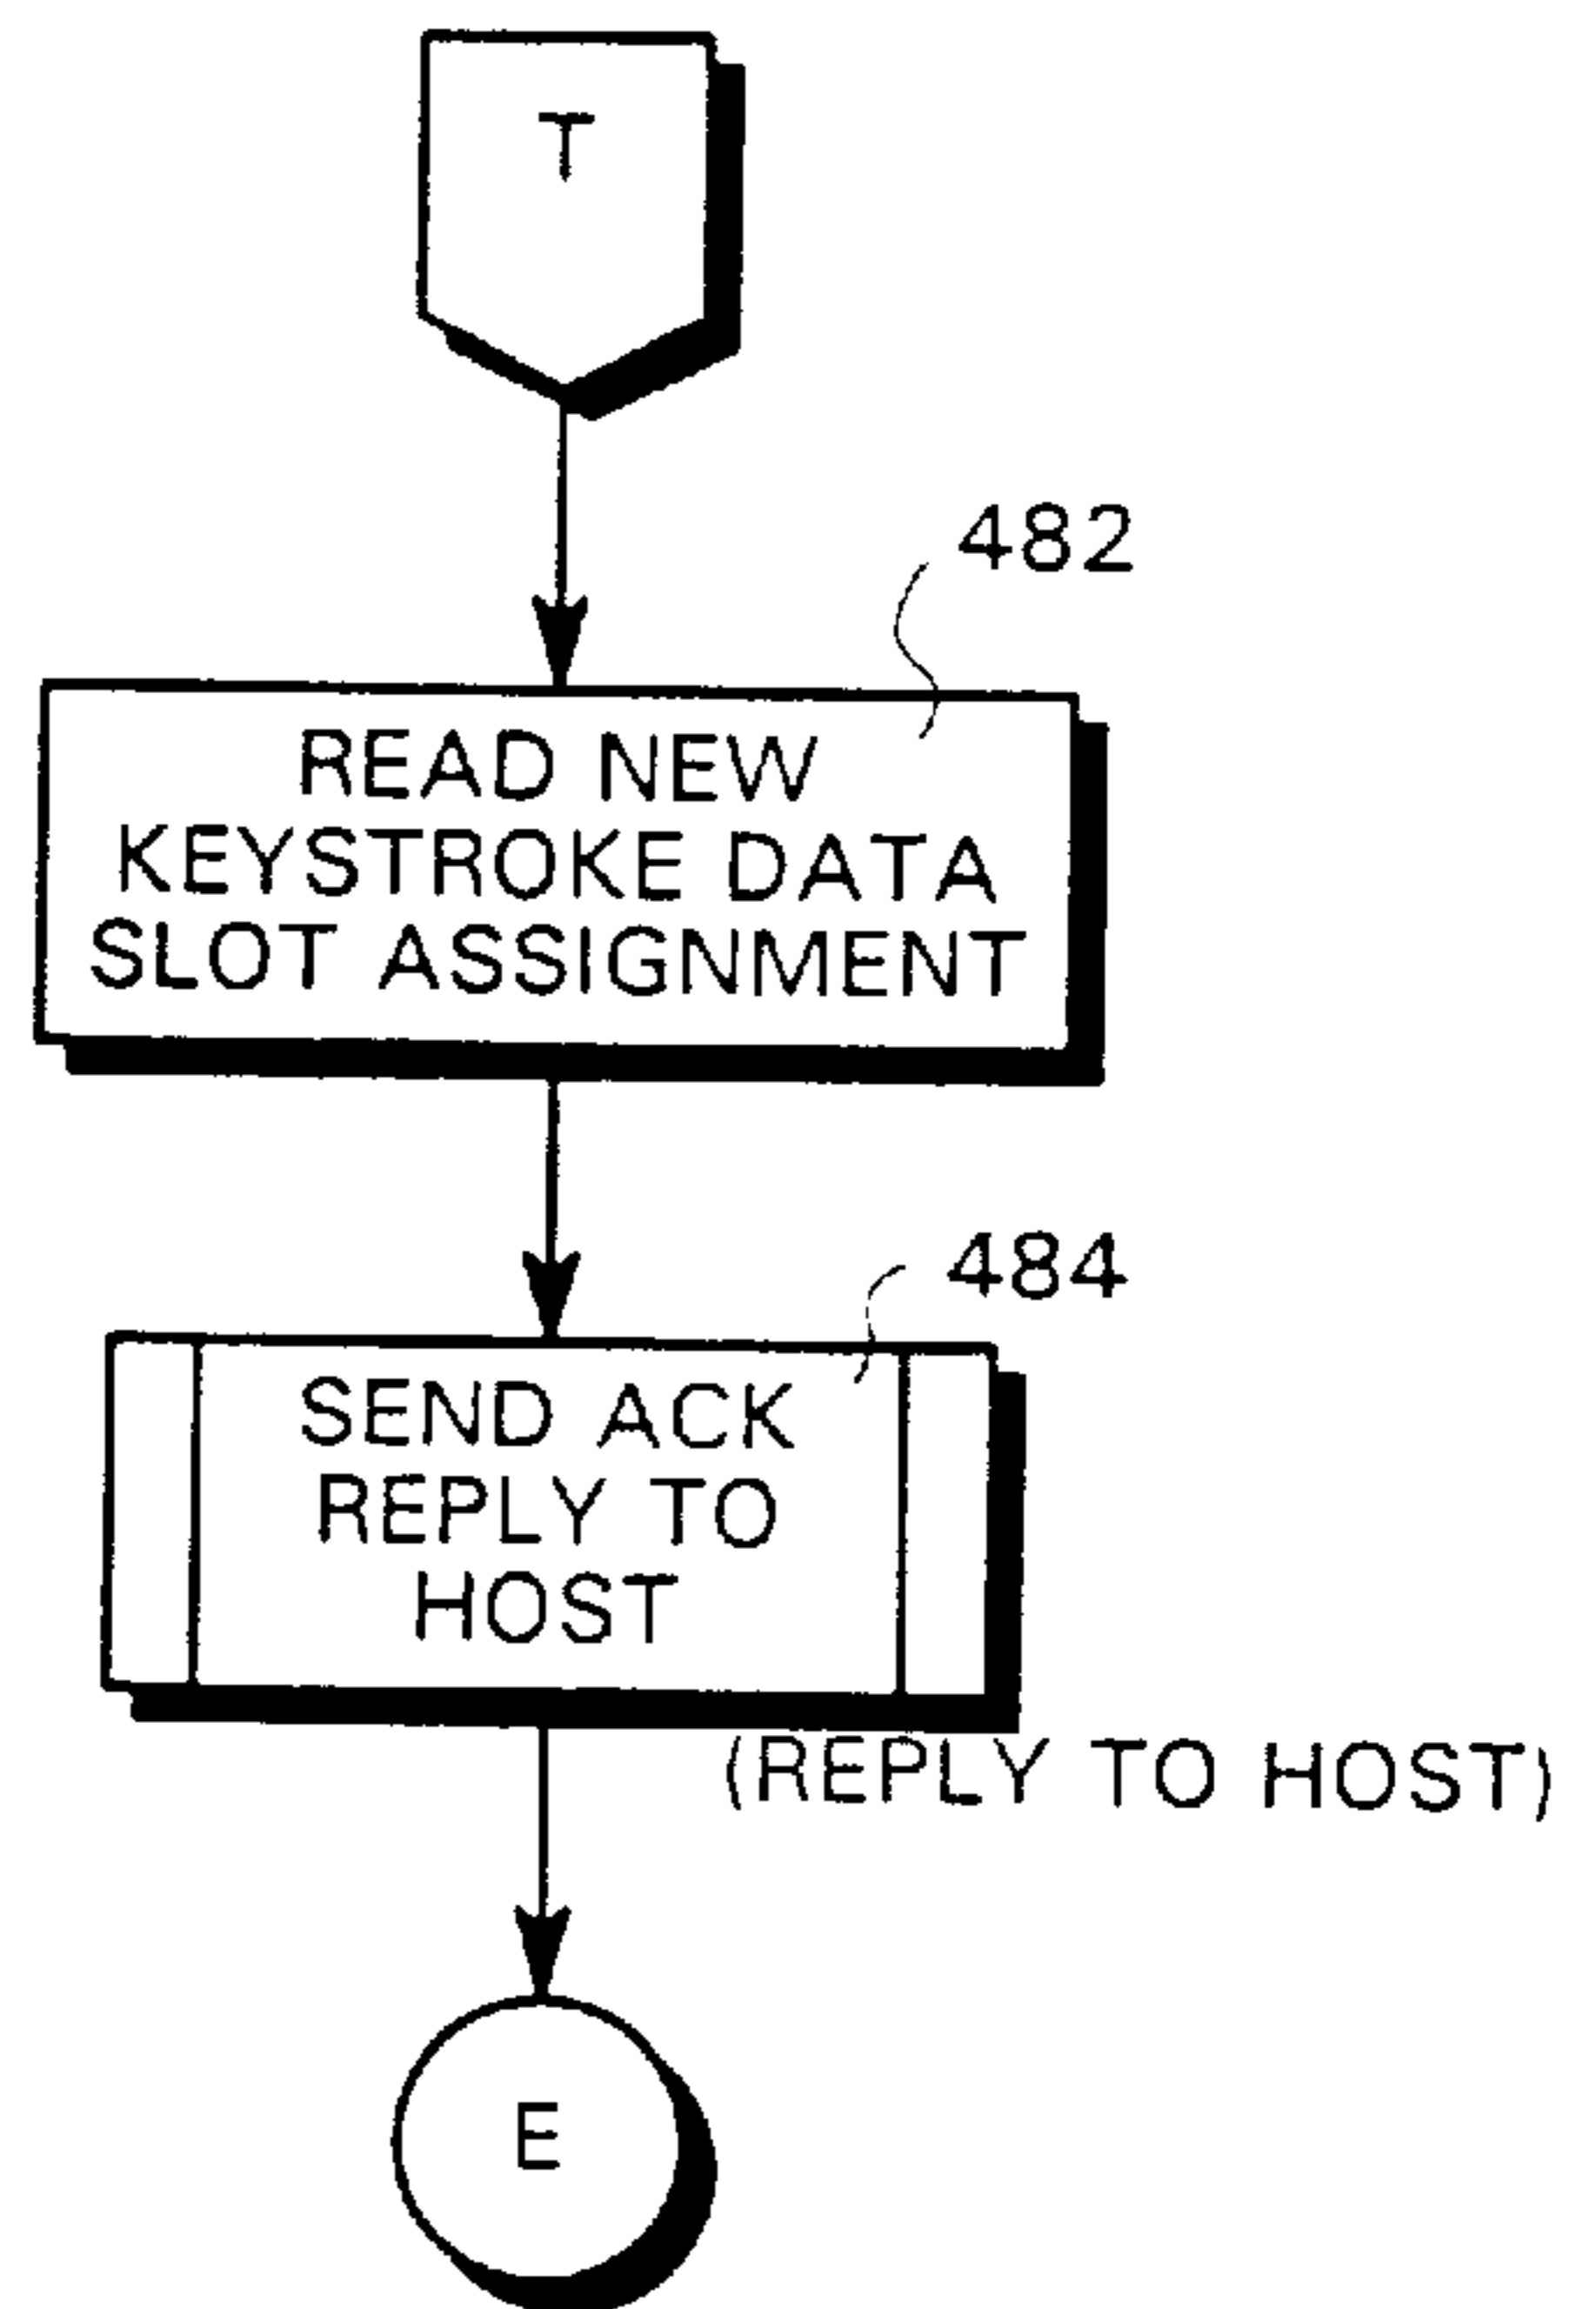 T
482
READ NEW
KEYSTROKE DATA
SLOT ASSIGNMENT
484
SEND ACK
REPLY TO
HOST
(REPLY TO HOST)
E